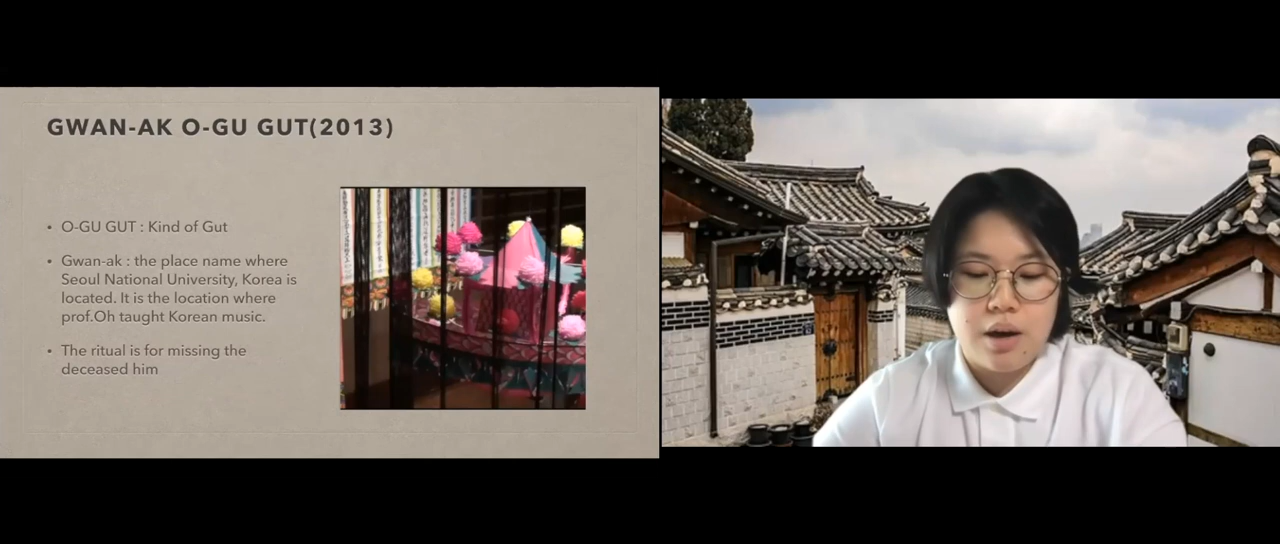 GWAN-AK O-GU GUT(2013)
• O-GU GUT : Kind of Gut
• Gwan-ak : the place name where
Seoul National University, Korea is
located. It is the location where
prof.Oh taught Korean music.
• The ritual is for missing the
deceased him